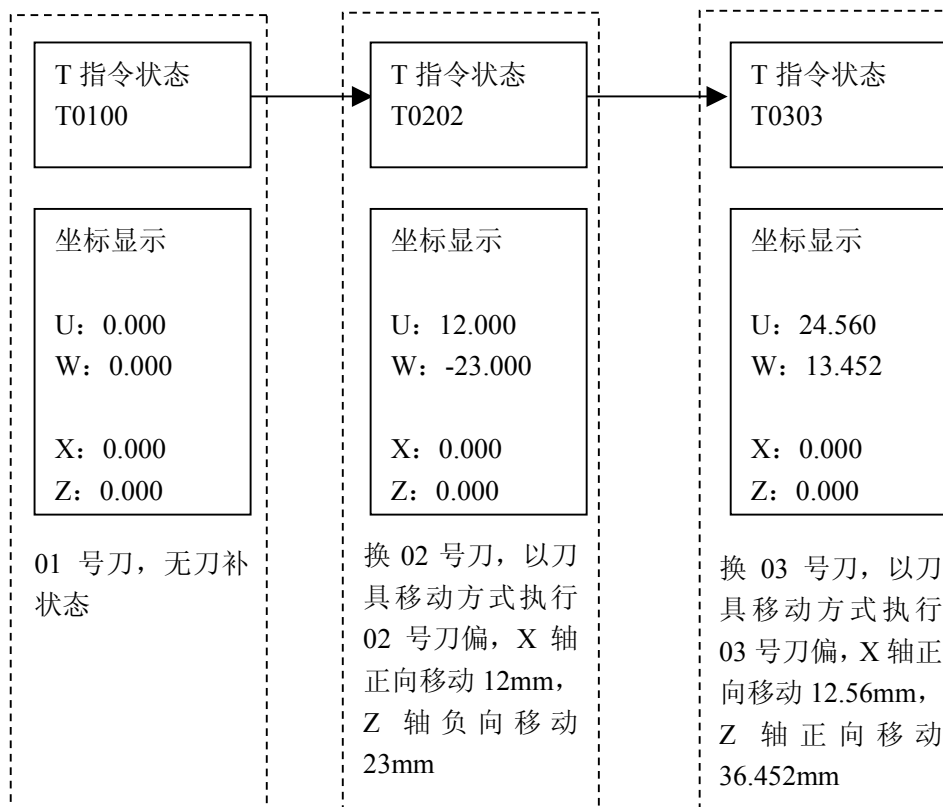 T 指令状态
T0100
坐标显示
U：0.000
W：0.000
X：0.000
Z：0.000
01 号刀，无刀补
状态
T 指令状态
T0202
坐标显示
U：12.000
W：-23.000
X：0.000
Z：0.000
换 02 号刀，以刀
具移动方式执行
02 号刀偏，X 轴
正向移动 12mm，
Z 轴负向移动
23mm
T 指令状态
T0303
坐标显示
U：24.560
W：13.452
X：0.000
Z：0.000
换 03 号刀，以刀
具移动方式执行
03 号刀偏，X 轴正
向移动 12.56mm，
Z 轴正向移动
36.452mm